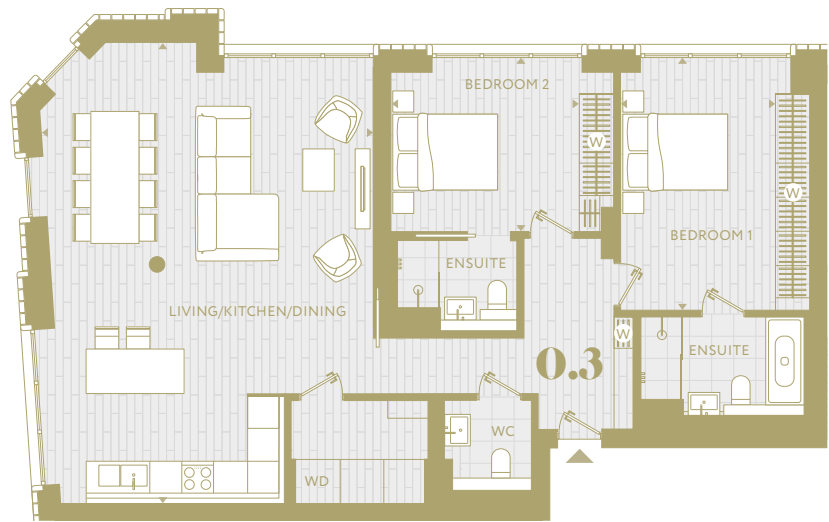 BEDROOM 2
W
W
BEDROOM 1
ENSUITE
LIVING/KITCHEN/DINING
W
ENSUITE
0.3
WC
WD